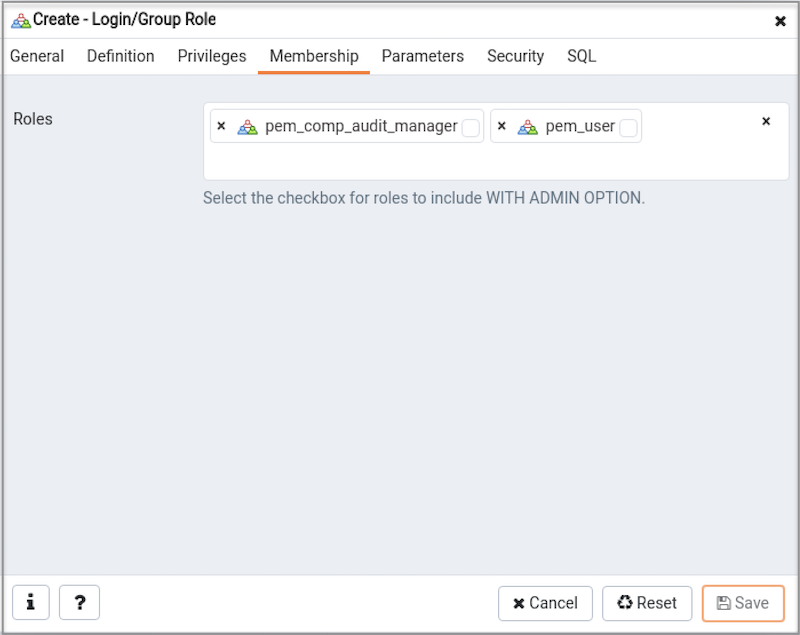 Create - Login/Group Role
General Definition Privileges Membership Parameters Security SQL
Roles
pem_comp_audit_manager pem_user
Select the checkbox for roles to include WITH ADMIN OPTION.
i ? Cancel Reset Save